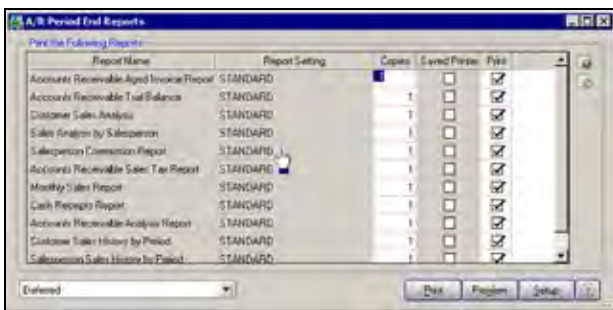 A/R Period End Reports
Print the Following Reports
Report Name Report Setting Copies Saved Printer Print
Accounts Receivable Aged Invoice Report STANDARD 1
Accounts Receivable Trial Balance STANDARD 1
Customer Sales Analysis STANDARD 1
Sales Analysis by Salesperson STANDARD 1
Salesperson Commission Report STANDARD 1
Accounts Receivable Sales Tax Report STANDARD 1
Monthly Sales Report STANDARD 1
Cash Receipts Report STANDARD 1
Accounts Receivable Analysis Report STANDARD 1
Customer Sales History by Period STANDARD 1
Salesperson Sales History by Period STANDARD 1
Deferred Print Preview Setup